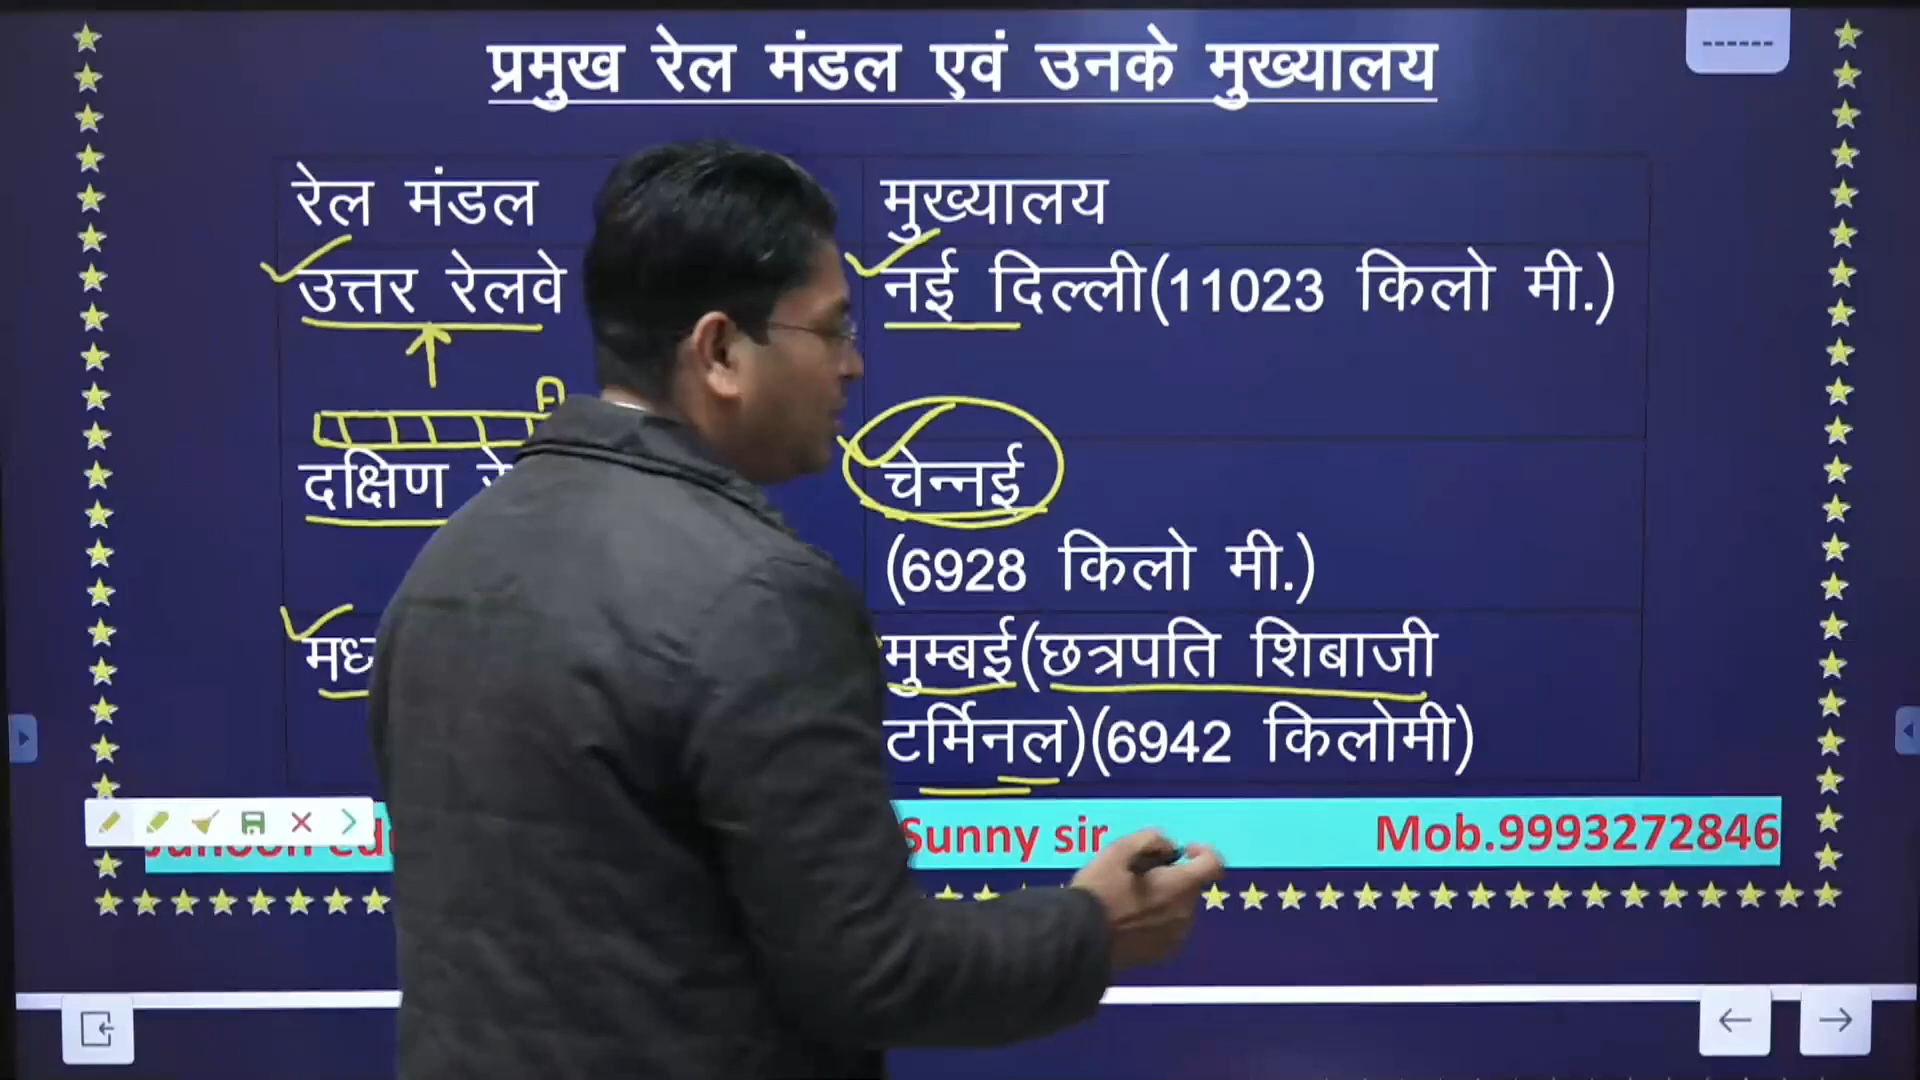 प्रमुख रेल मंडल एवं उनके मुख्यालय
रेल मंडल मुख्यालय
उत्तर रेलवे नई दिल्ली(11023 किलो मी.)
दक्षिण चेन्नई
(6928 किलो मी.)
मुम्बई(छत्रपति शिबाजी
टर्मिनल)(6942 किलोमी)
Sunny sir Mob.9993272846